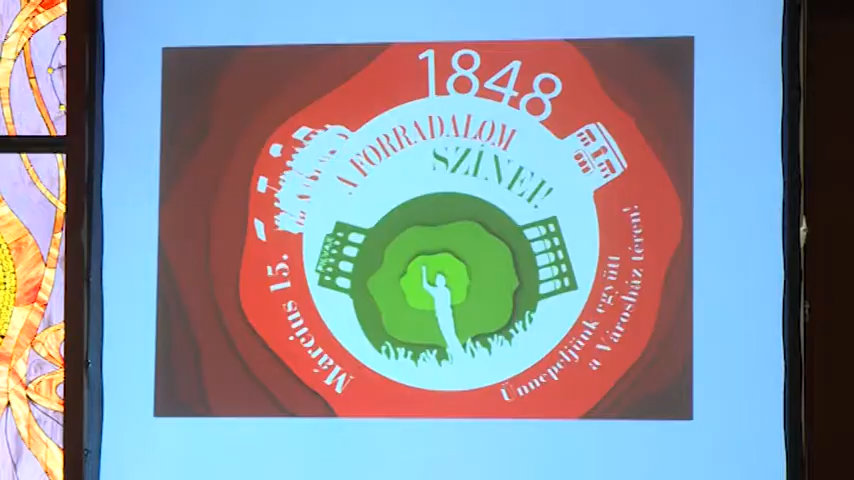 1848
A FORRADALOM
SZÍNEI!
Március 15.
Ünnepeljünk együtt
a Városház téren!